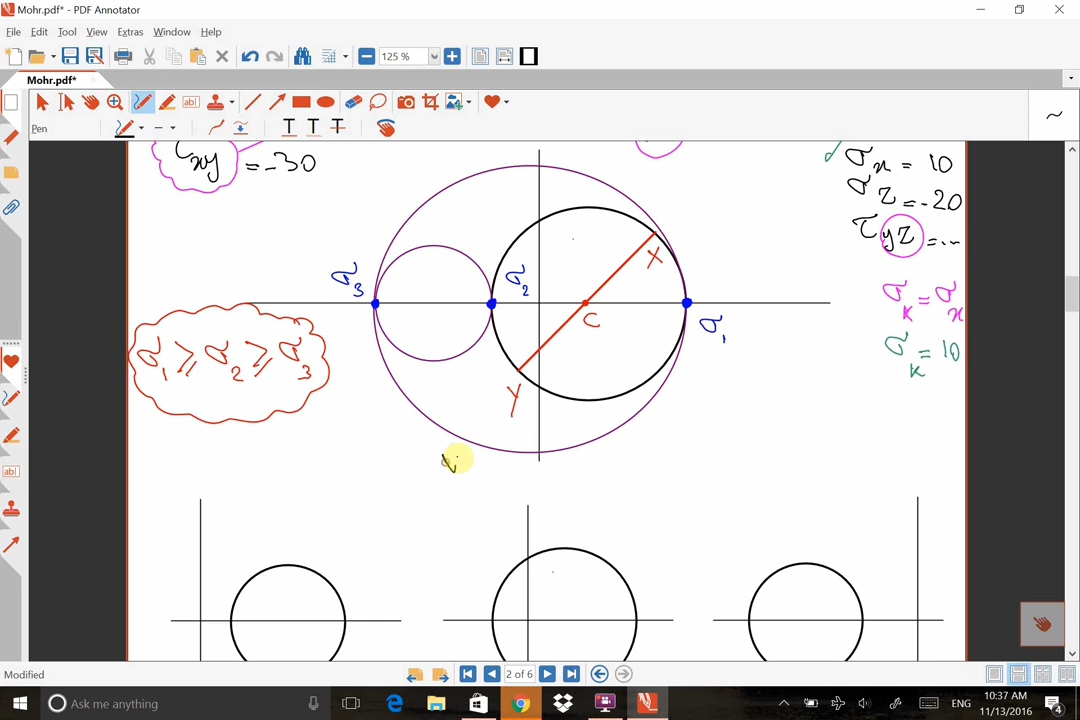 Mohr.pdf* - PDF Annotator
File Edit Tool View Extras Window Help
125 %
Mohr.pdf*
Pen
τxy = -30
σx = 10
σz = -20
τyz = ...
σ3
σ2
σ1
X
C
Y
σk = σx
σk = 10
σ1 ≥ σ2 ≥ σ3
Modified
2 of 6
Ask me anything
ENG
10:37 AM
11/13/2016
4